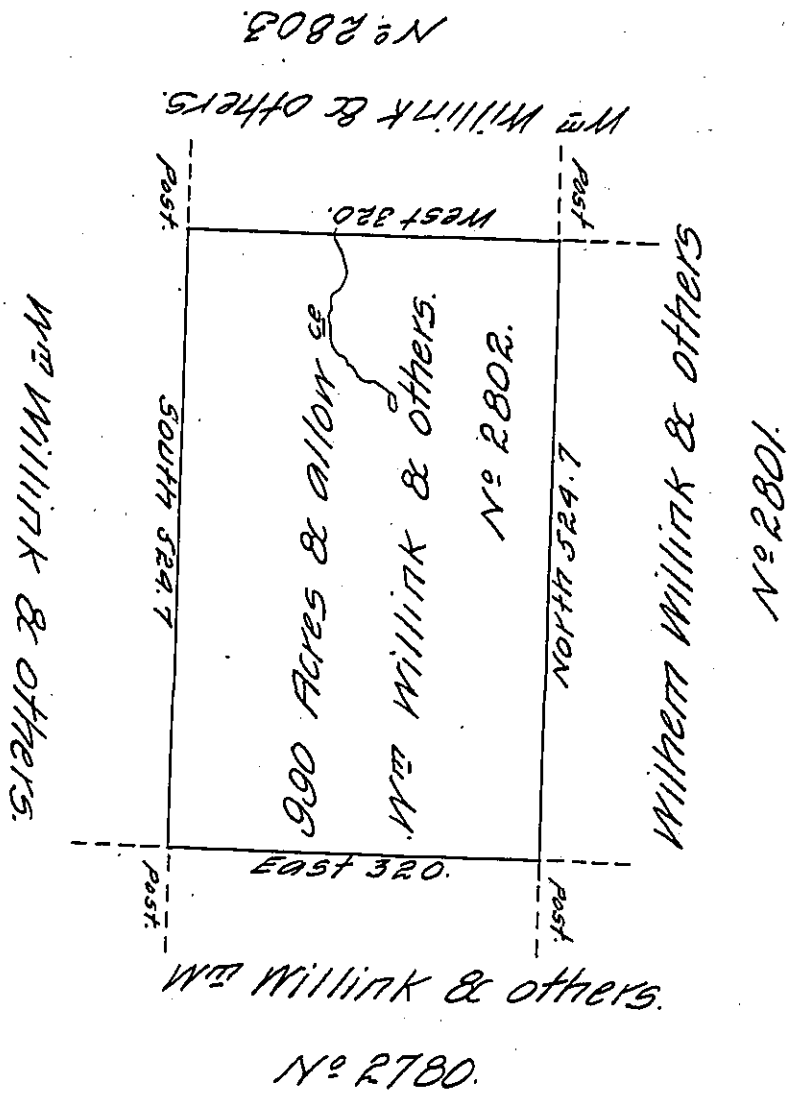 Nº 2803.
Wm Willink & others.
Post.
Post
West 320.
Wm Willink & others.
South 524.7
990 Acres & allow ce
Wm Willink & others.
Nº 2802.
North 524.7
Wilhem Willink & others
Nº 2801.
East 320.
Post.
Post.
Wm Willink & others.
Nº 2780.